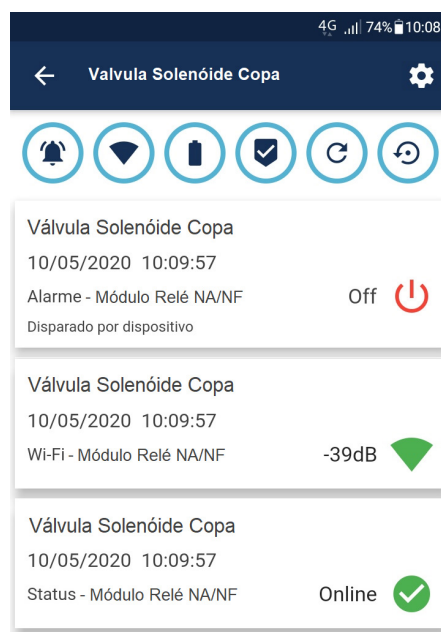 4G 74% 10:08
Valvula Solenóide Copa
Válvula Solenóide Copa
10/05/2020 10:09:57
Alarme - Módulo Relé NA/NF Off
Disparado por dispositivo
Válvula Solenóide Copa
10/05/2020 10:09:57
Wi-Fi - Módulo Relé NA/NF -39dB
Válvula Solenóide Copa
10/05/2020 10:09:57
Status - Módulo Relé NA/NF Online